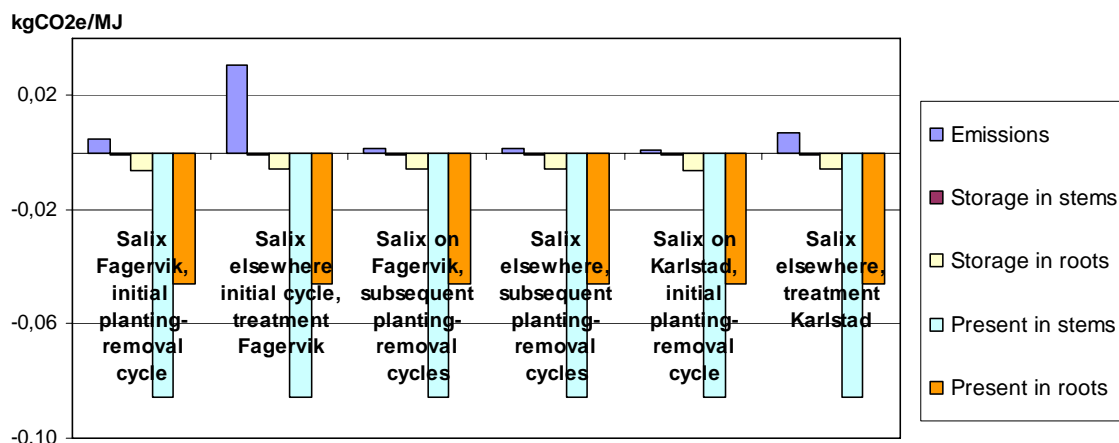 kgCO2e/MJ
0,02
-0,02
-0,06
-0,10
Salix
Fagervik,
initial
planting-
removal
cycle
Salix
elsewhere
initial cycle,
treatment
Fagervik
Salix on
Fagervik,
subsequent
planting-
removal
cycles
Salix
elsewhere,
subsequent
planting-
removal
cycles
Salix on
Karlstad,
initial
planting-
removal
cycle
Salix
elsewhere,
treatment
Karlstad
Emissions
Storage in stems
Storage in roots
Present in stems
Present in roots